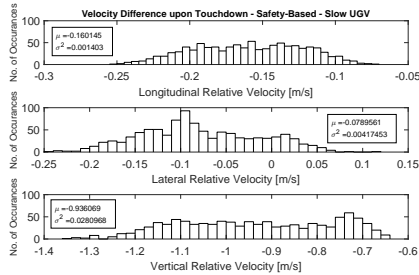 Velocity Difference upon Touchdown - Safety-Based - Slow UGV
No. of Occurances
100
50
0
μ=-0.160145
σ²=0.001403
-0.3 -0.25 -0.2 -0.15 -0.1 -0.05
Longitudinal Relative Velocity [m/s]
No. of Occurances
100
50
0
μ=-0.0789561
σ²=0.00417453
-0.25 -0.2 -0.15 -0.1 -0.05 0 0.05 0.1 0.15
Lateral Relative Velocity [m/s]
No. of Occurances
100
50
0
μ=-0.936069
σ²=0.0280968
-1.4 -1.3 -1.2 -1.1 -1 -0.9 -0.8 -0.7 -0.6
Vertical Relative Velocity [m/s]